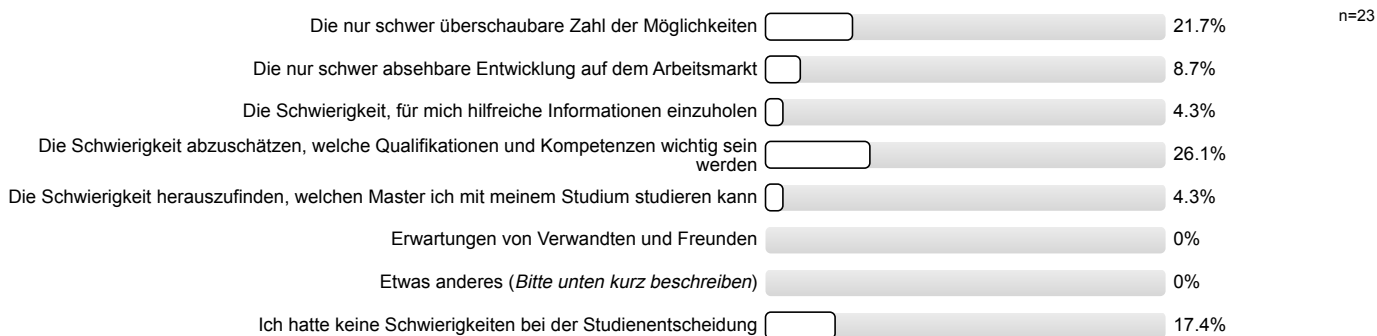 Die nur schwer überschaubare Zahl der Möglichkeiten 21.7% n=23
Die nur schwer absehbare Entwicklung auf dem Arbeitsmarkt 8.7%
Die Schwierigkeit, für mich hilfreiche Informationen einzuholen 4.3%
Die Schwierigkeit abzuschätzen, welche Qualifikationen und Kompetenzen wichtig sein
werden 26.1%
Die Schwierigkeit herauszufinden, welchen Master ich mit meinem Studium studieren kann 4.3%
Erwartungen von Verwandten und Freunden 0%
Etwas anderes (Bitte unten kurz beschreiben) 0%
Ich hatte keine Schwierigkeiten bei der Studienentscheidung 17.4%